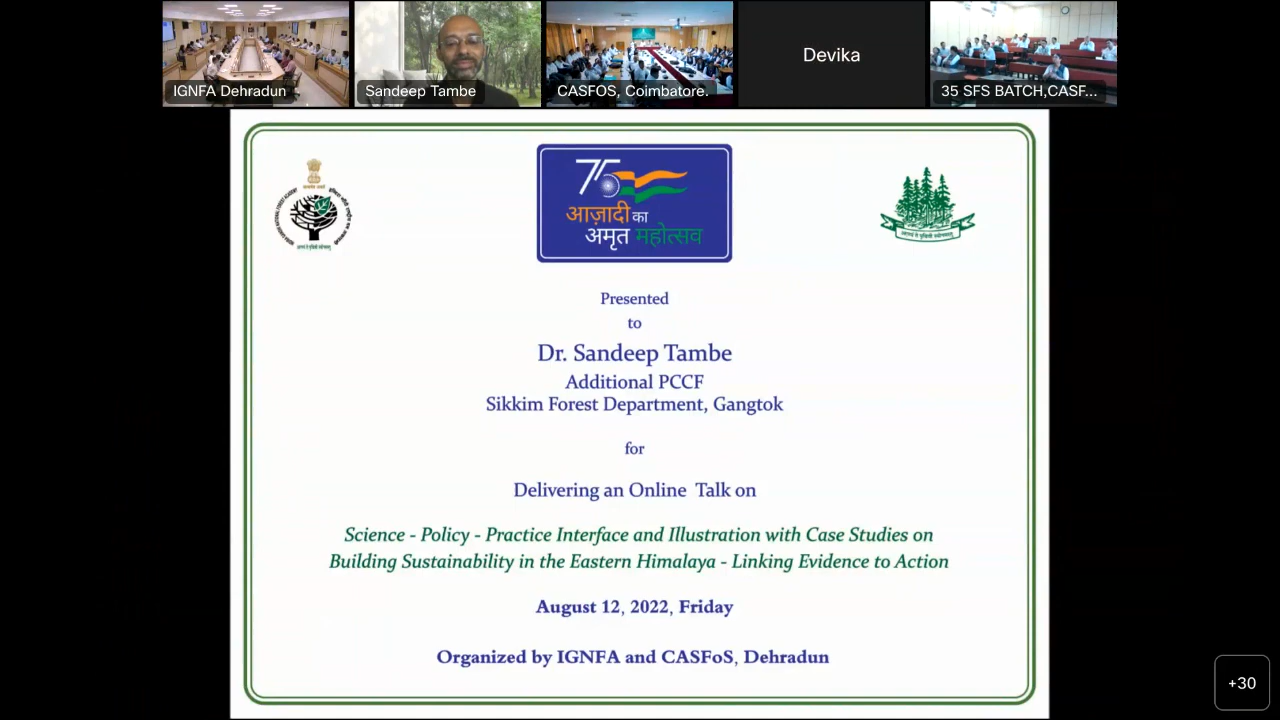 IGNFA Dehradun
Sandeep Tambe
CASFOS, Coimbatore.
Devika
35 SFS BATCH,CASF...
75
आज़ादी का
अमृत महोत्सव
Presented
to
Dr. Sandeep Tambe
Additional PCCF
Sikkim Forest Department, Gangtok
for
Delivering an Online Talk on
Science - Policy - Practice Interface and Illustration with Case Studies on
Building Sustainability in the Eastern Himalaya - Linking Evidence to Action
August 12, 2022, Friday
Organized by IGNFA and CASFoS, Dehradun
+30